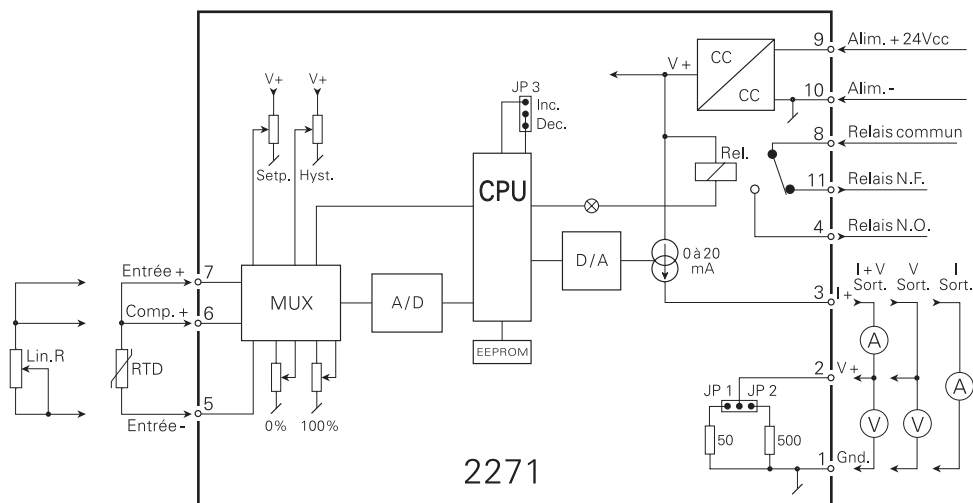 9
Alim. + 24Vcc
CC
CC
V +
10
Alim. -
8
Relais commun
11
Relais N.F.
4
Relais N.O.
V+
V+
Setp.
Hyst.
JP 3
Inc.
Dec.
Rel.
CPU
D/A
0 à 20
mA
I + V
Sort.
V
Sort.
I
Sort.
Entrée +
7
Comp. +
6
MUX
A/D
EEPROM
3
I +
A
A
Lin.R
RTD
2
V +
JP 1
JP 2
V
V
5
Entrée -
0%
100%
50
500
1
Gnd.
2271